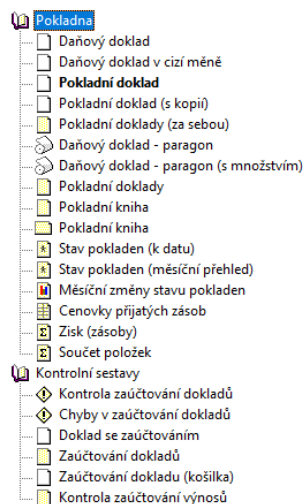 Pokladna
Daňový doklad
Daňový doklad v cizí měně
Pokladní doklad
Pokladní doklad (s kopií)
Pokladní doklady (za sebou)
Daňový doklad - paragon
Daňový doklad - paragon (s množstvím)
Pokladní doklady
Pokladní kniha
Pokladní kniha
Stav pokladen (k datu)
Stav pokladen (měsíční přehled)
Měsíční změny stavu pokladen
Cenovky přijatých zásob
Zisk (zásoby)
Součet položek
Kontrolní sestavy
Kontrola zaúčtování dokladů
Chyby v zaúčtování dokladů
Doklad se zaúčtováním
Zaúčtování dokladů
Zaúčtování dokladu (košilka)
Kontrola zaúčtování výnosů